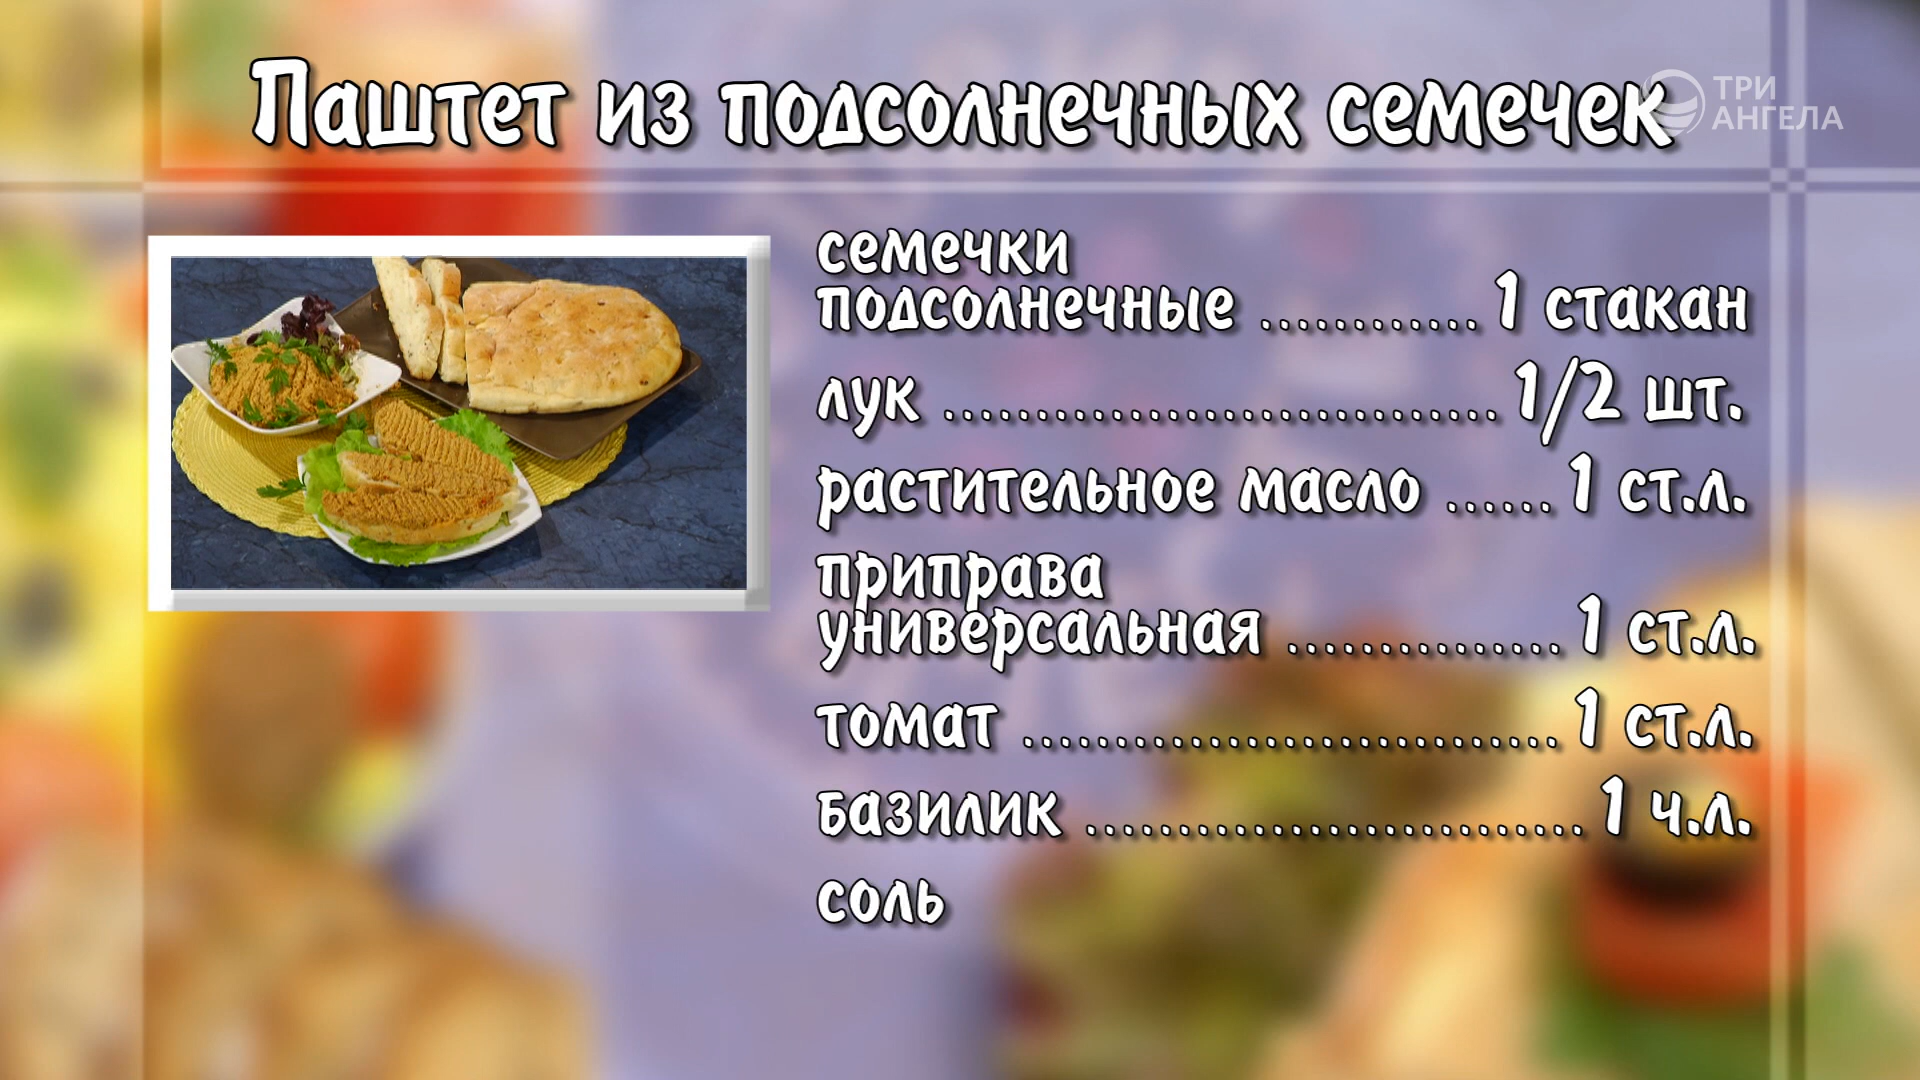 Паштет из подсолнечных семечек
ТРИ
АНГЕЛА
семечки
подсолнечные ............ 1 стакан
лук .............................. 1/2 шт.
растительное масло ...... 1 ст.л.
приправа
универсальная ............... 1 ст.л.
томат ............................. 1 ст.л.
базилик ........................... 1 ч.л.
соль